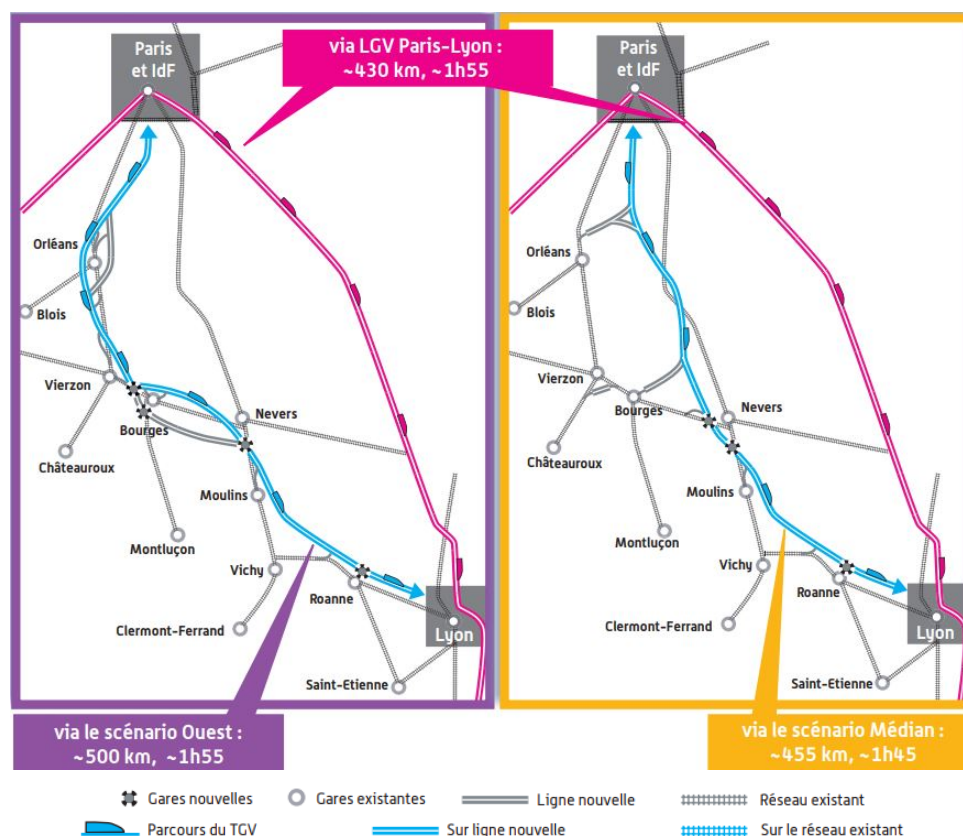 via LGV Paris-Lyon :
~430 km, ~1h55
Paris
et IdF
Orléans
Blois
Vierzon
Bourges
Nevers
Châteauroux
Moulins
Montluçon
Vichy
Roanne
Clermont-Ferrand
Lyon
Saint-Etienne
via le scénario Ouest :
~500 km, ~1h55
Paris
et IdF
Orléans
Blois
Vierzon
Bourges
Nevers
Châteauroux
Moulins
Montluçon
Vichy
Roanne
Clermont-Ferrand
Lyon
Saint-Etienne
via le scénario Médian :
~455 km, ~1h45
Gares nouvelles
Gares existantes
Ligne nouvelle
Réseau existant
Parcours du TGV
Sur ligne nouvelle
Sur le réseau existant